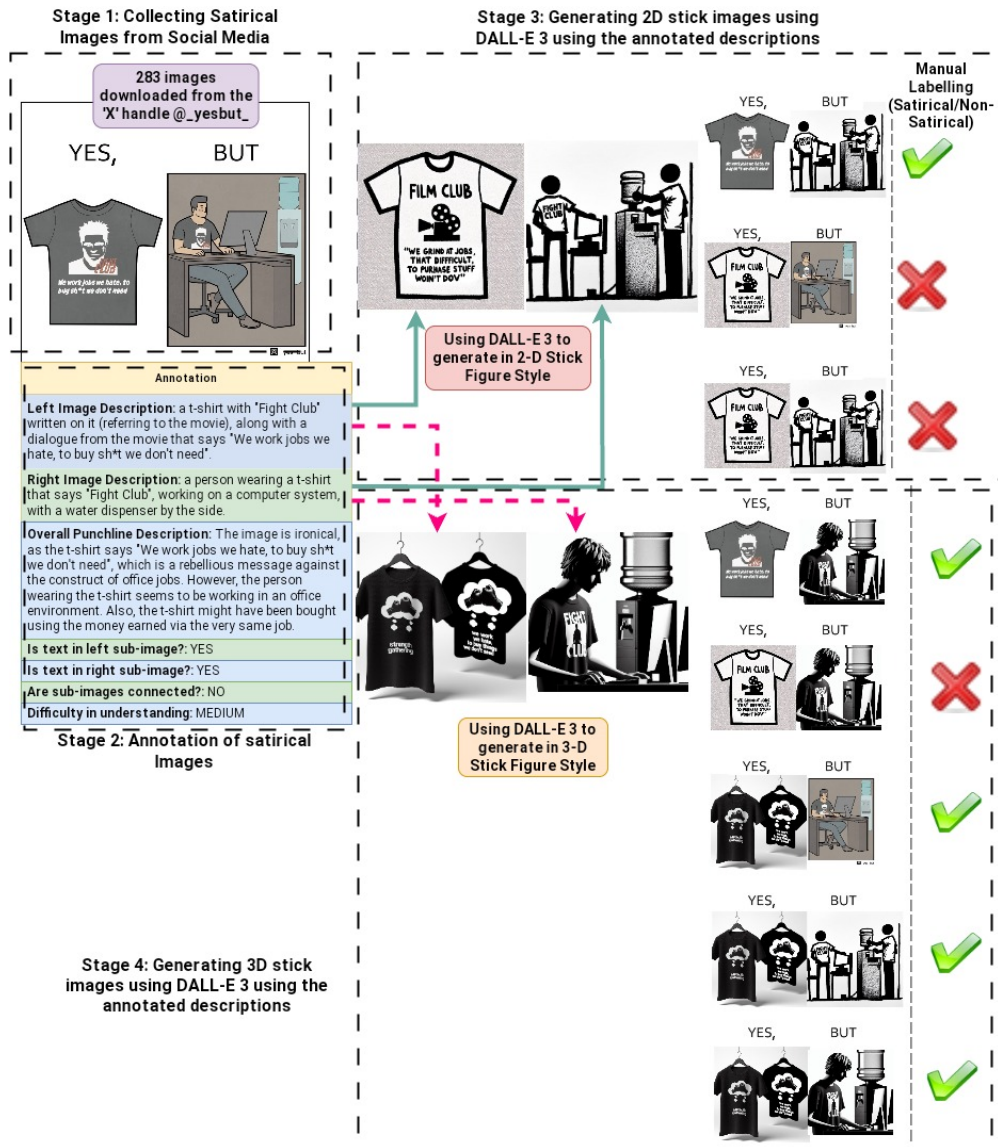 Stage 1: Collecting Satirical
Images from Social Media
283 images
downloaded from the
'X' handle @_yesbut_
YES,
BUT
We work jobs we hate, to
buy sh*t we don't need
Annotation
Left Image Description: a t-shirt with "Fight Club"
written on it (referring to the movie), along with a
dialogue from the movie that says "We work jobs we
hate, to buy sh*t we don't need".
Right Image Description: a person wearing a t-shirt
that says "Fight Club", working on a computer system,
with a water dispenser by the side.
Overall Punchline Description: The image is ironical,
as the t-shirt says "We work jobs we hate, to buy sh*t
we don't need", which is a rebellious message against
the construct of office jobs. However, the person
wearing the t-shirt seems to be working in an office
environment. Also, the t-shirt might have been bought
using the money earned via the very same job.
Is text in left sub-image?: YES
Is text in right sub-image?: YES
Are sub-images connected?: NO
Difficulty in understanding: MEDIUM
Stage 2: Annotation of satirical
Images
Stage 3: Generating 2D stick images using
DALL-E 3 using the annotated descriptions
FILM CLUB
"WE GRIND AT JOBS,
THAT DIFFICULT,
TO PURNASE STUFF
WOIN'T DOV"
FIGHT
CLUB
Using DALL-E 3 to
generate in 2-D Stick
Figure Style
Manual
Labelling
(Satirical/Non-
Satirical)
YES,
BUT
YES,
BUT
FILM CLUB
YES,
BUT
FILM CLUB
gathering
we work
we hate,
FIGHT
CLUB
Using DALL-E 3 to
generate in 3-D
Stick Figure Style
YES,
BUT
YES,
BUT
FILM CLUB
YES,
BUT
YES,
BUT
YES,
BUT
Stage 4: Generating 3D stick
images using DALL-E 3 using the
annotated descriptions